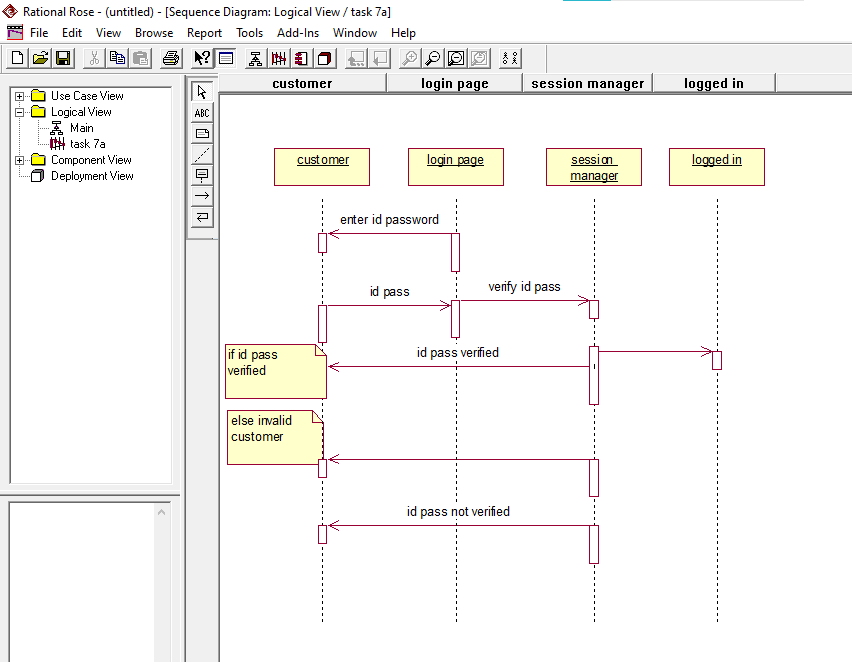 Rational Rose - (untitled) - [Sequence Diagram: Logical View / task 7a]
File Edit View Browse Report Tools Add-Ins Window Help
customer login page session manager logged in
Use Case View
Logical View
Main
task 7a
Component View
Deployment View
ABC
customer
login page
session
manager
logged in
enter id password
id pass
verify id pass
if id pass
verified
id pass verified
else invalid
customer
id pass not verified